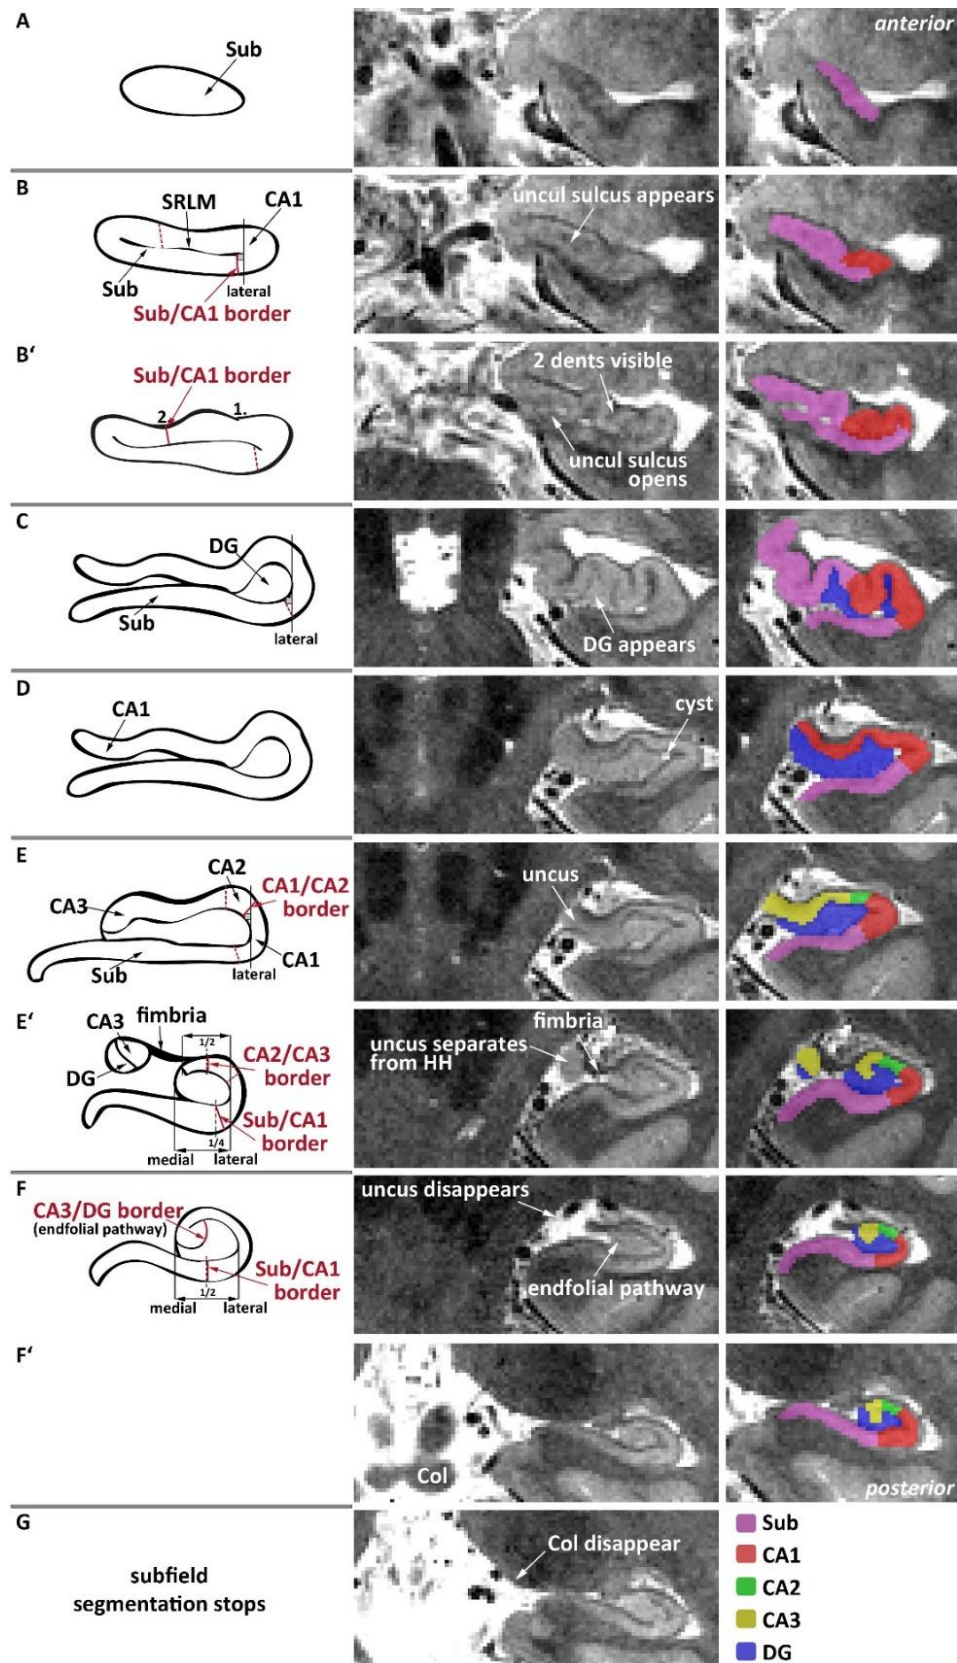 A
Sub
anterior
B
SRLM
CA1
Sub
lateral
Sub/CA1 border
uncul sulcus appears
B‘
Sub/CA1 border
2.
1.
2 dents visible
uncul sulcus
opens
C
DG
Sub
lateral
DG appears
D
CA1
cyst
E
CA2
CA1/CA2
border
CA3
Sub
CA1
lateral
uncus
E‘
CA3
fimbria
1/2
CA2/CA3
border
DG
Sub/CA1
border
1/4
medial
lateral
fimbria
uncus separates
from HH
F
CA3/DG border
(endfolial pathway)
Sub/CA1
border
1/2
medial
lateral
uncus disappears
endfolial pathway
F‘
Col
posterior
G
subfield
segmentation stops
Col disappear
Sub
CA1
CA2
CA3
DG